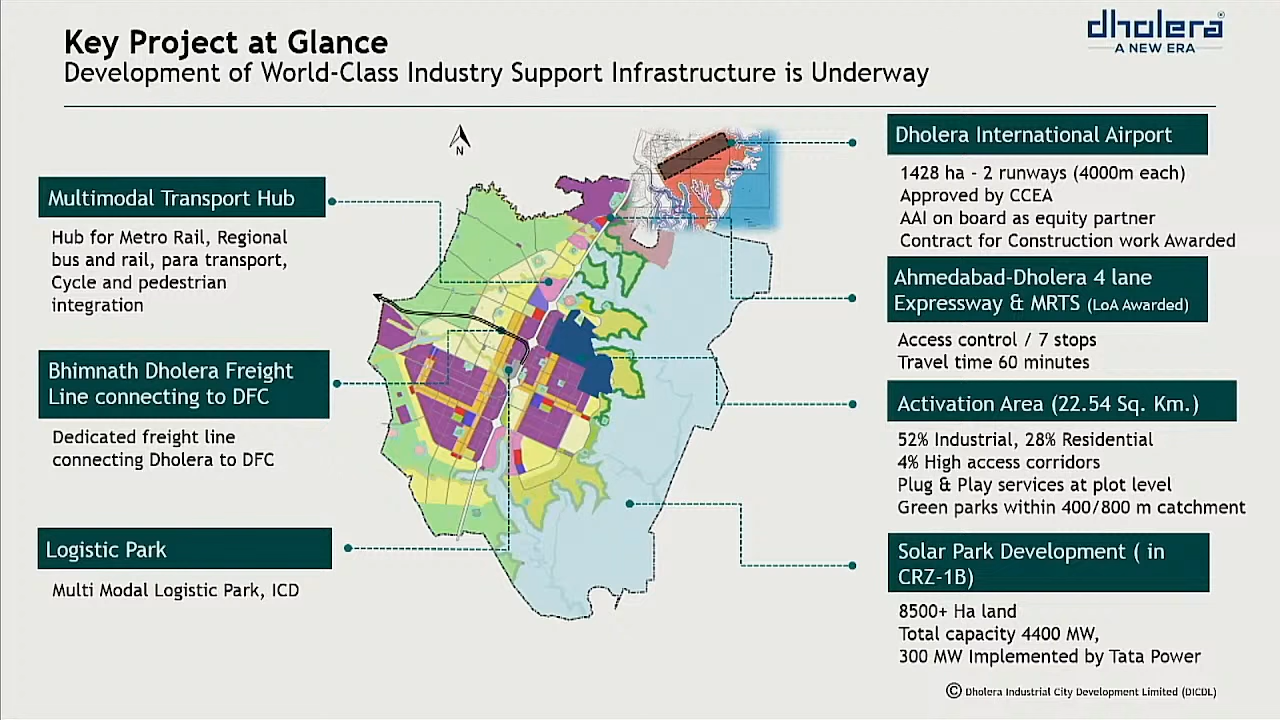 Key Project at Glance
Development of World-Class Industry Support Infrastructure is Underway
dholera
A NEW ERA
N
Multimodal Transport Hub
Hub for Metro Rail, Regional
bus and rail, para transport,
Cycle and pedestrian
integration
Bhimnath Dholera Freight
Line connecting to DFC
Dedicated freight line
connecting Dholera to DFC
Logistic Park
Multi Modal Logistic Park, ICD
Dholera International Airport
1428 ha - 2 runways (4000m each)
Approved by CCEA
AAI on board as equity partner
Contract for Construction work Awarded
Ahmedabad-Dholera 4 lane
Expressway & MRTS (LoA Awarded)
Access control / 7 stops
Travel time 60 minutes
Activation Area (22.54 Sq. Km.)
52% Industrial, 28% Residential
4% High access corridors
Plug & Play services at plot level
Green parks within 400/800 m catchment
Solar Park Development ( in
CRZ-1B)
8500+ Ha land
Total capacity 4400 MW,
300 MW Implemented by Tata Power
© Dholera Industrial City Development Limited (DICDL)